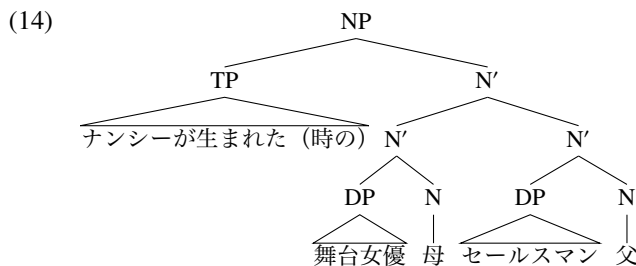 (14) NP
TP N′
ナンシーが生まれた（時の） N′ N′
DP N DP N
舞台女優 母 セールスマン 父